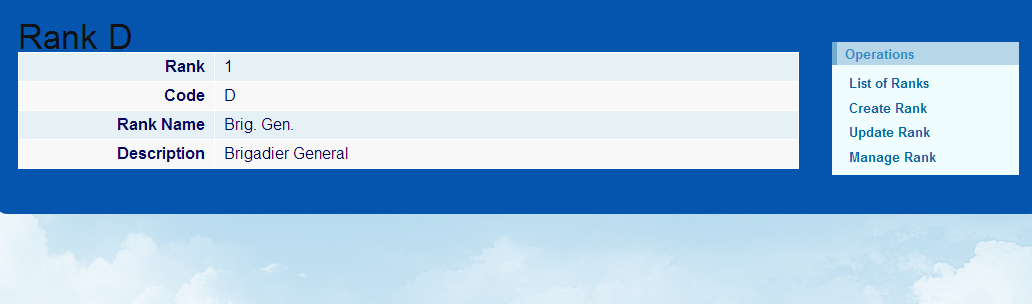 Rank D
Rank 1
Code D
Rank Name Brig. Gen.
Description Brigadier General
Operations
List of Ranks
Create Rank
Update Rank
Manage Rank